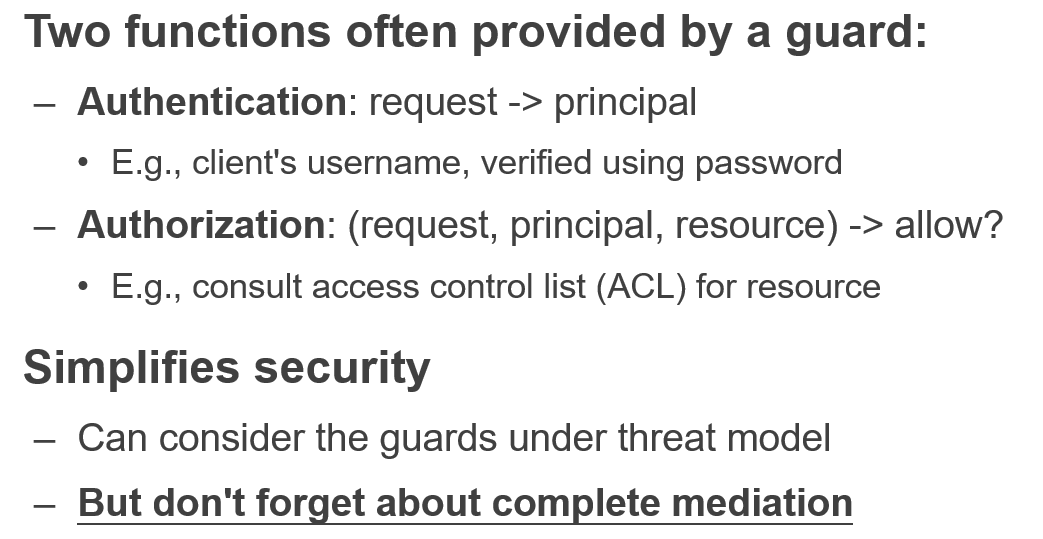 Two functions often provided by a guard:
– Authentication: request -> principal
• E.g., client's username, verified using password
– Authorization: (request, principal, resource) -> allow?
• E.g., consult access control list (ACL) for resource
Simplifies security
– Can consider the guards under threat model
– But don't forget about complete mediation